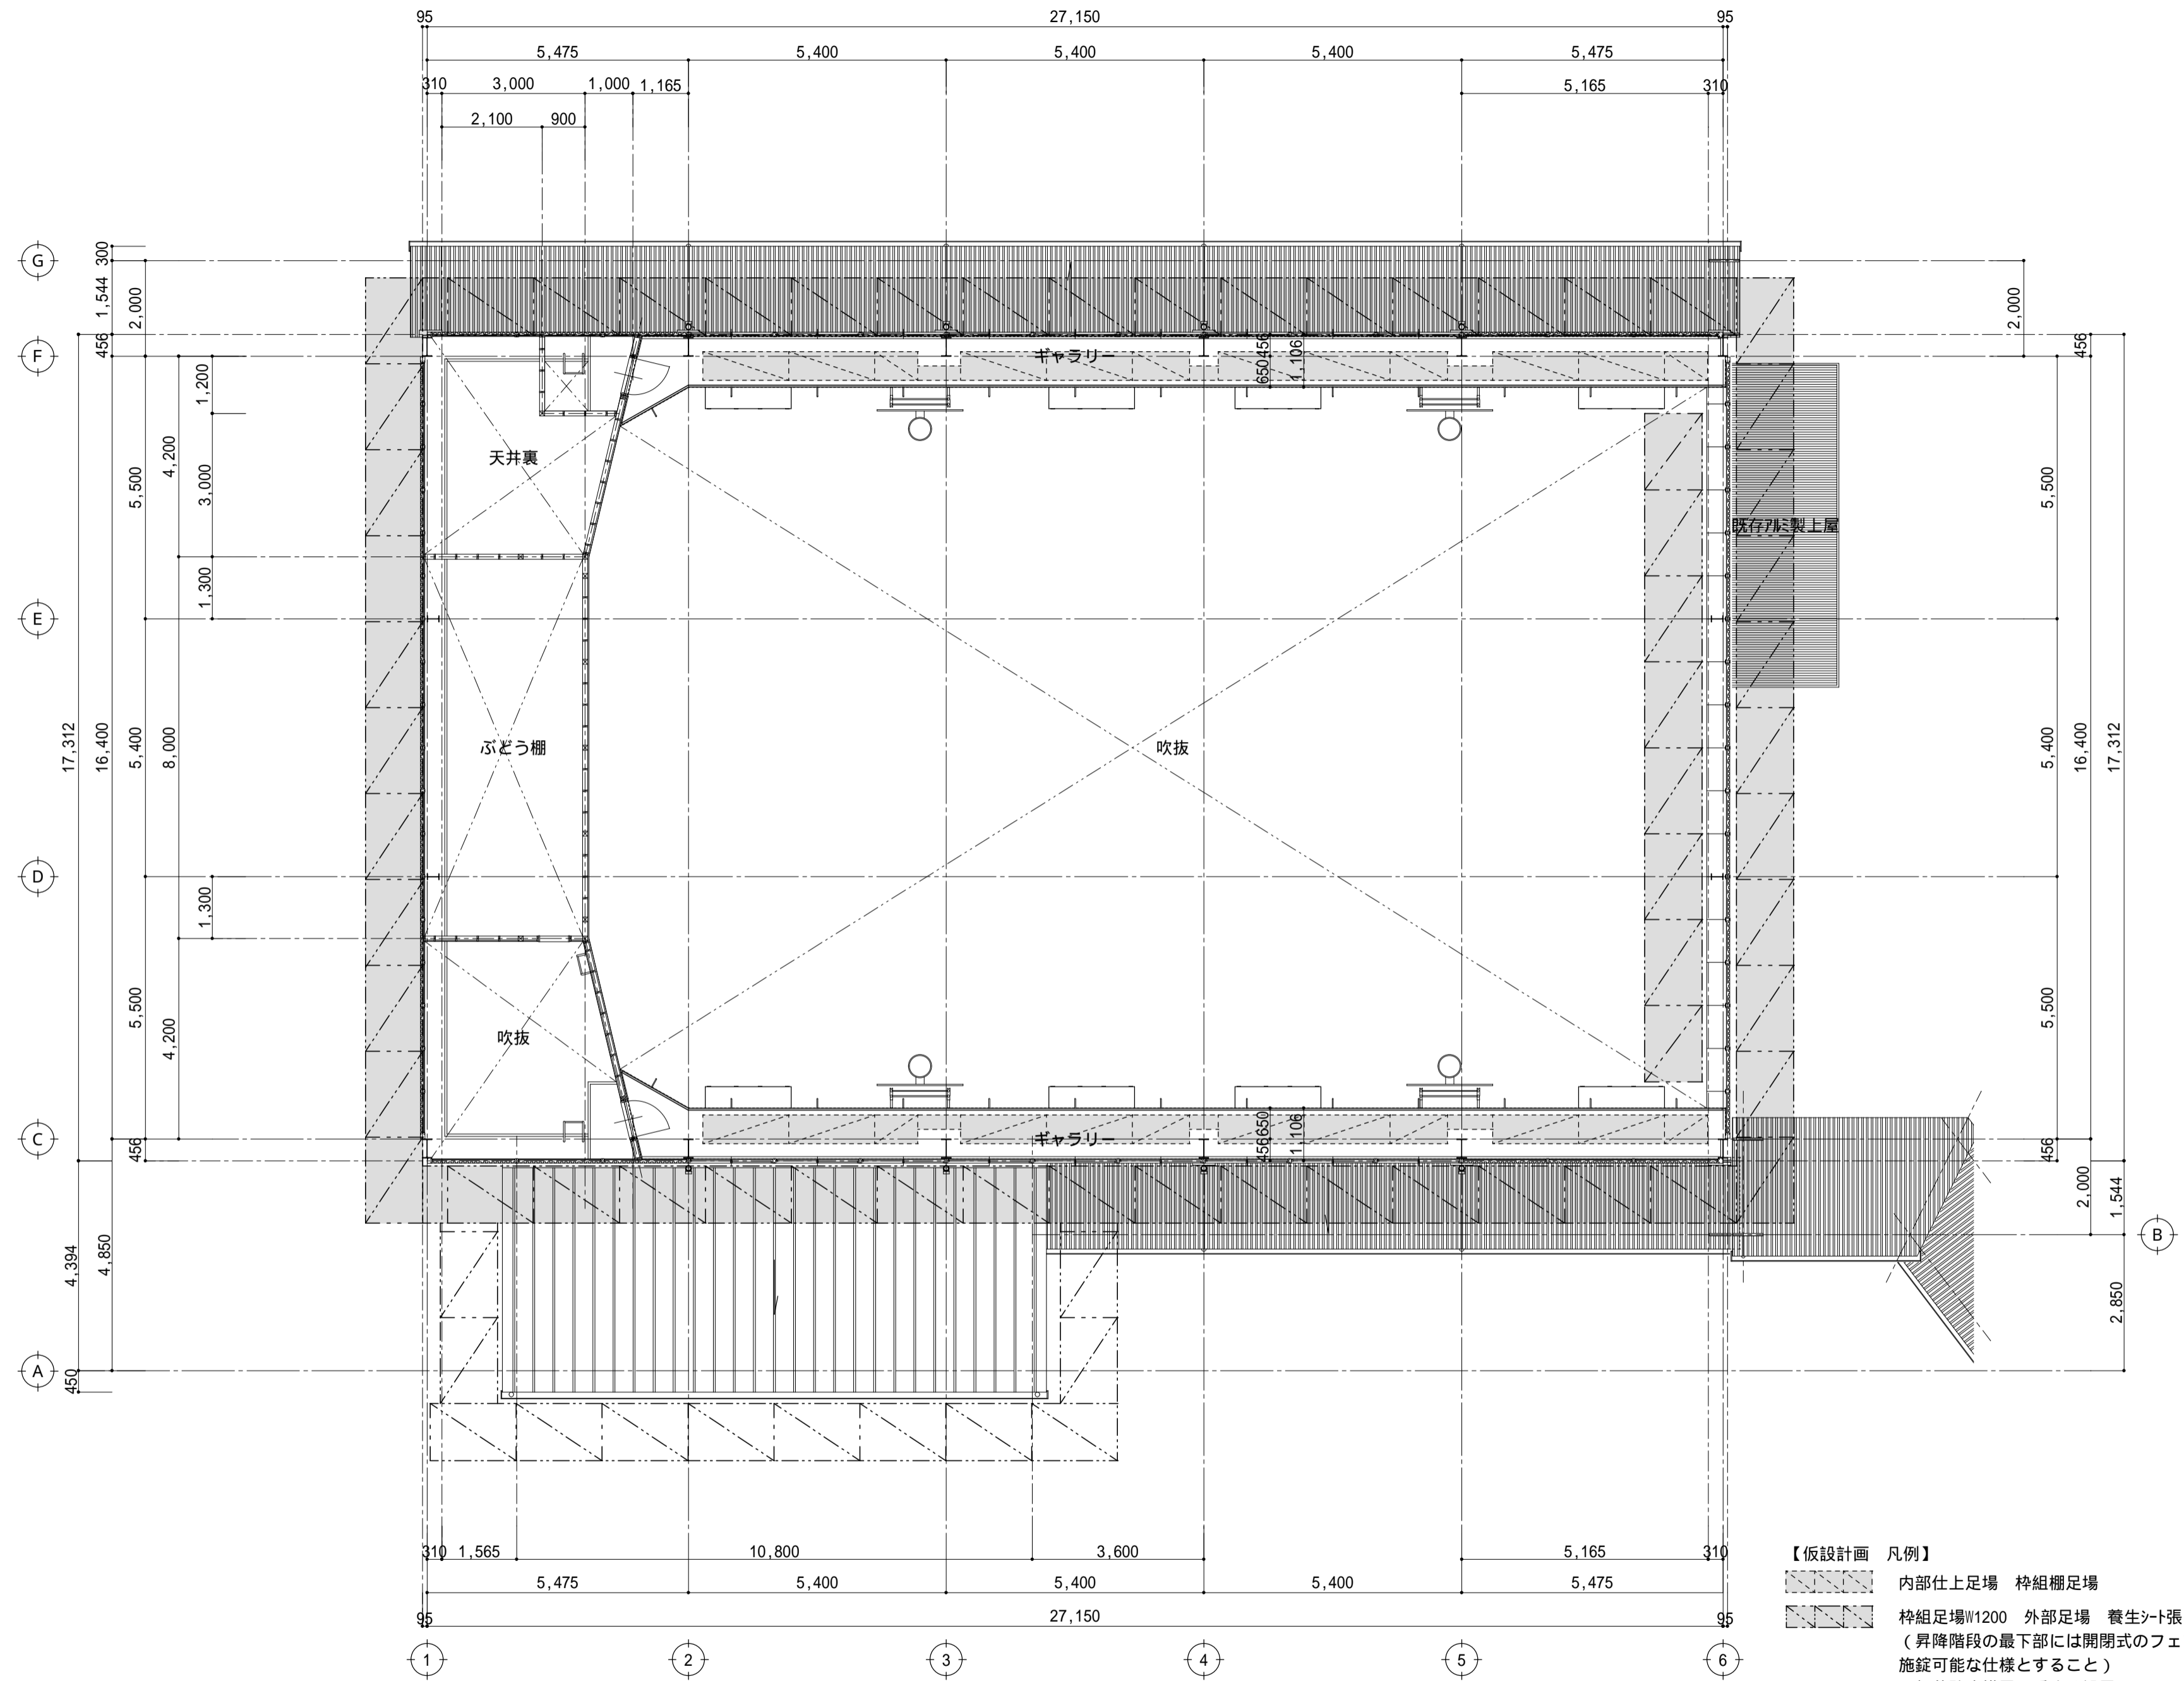 95 27,150 95
5,475 5,400 5,400 5,400 5,475
310 3,000 1,000 1,165 5,165 310
2,100 900
G
F
E
D
C
A
B
300
1,544
456
2,000
1,200
4,200
3,000
5,500
1,300
17,312
16,400
5,400
8,000
1,300
5,500
4,200
456
4,394
4,850
450
ギャラリー
650 456
1,106
天井裏
ぶどう棚
吹抜
吹抜
既存アルミ製上屋
ギャラリー
456 650
1,106
2,000
456
5,500
5,400
16,400
17,312
5,500
456
2,000
1,544
2,850
310 1,565 10,800 3,600 5,165 310
5,475 5,400 5,400 5,400 5,475
95 27,150 95
1 2 3 4 5 6
【仮設計画 凡例】
内部仕上足場 枠組棚足場
枠組足場W1200 外部足場 養生シート張
(昇降階段の最下部には開閉式のフェ
施錠可能な仕様とすること)